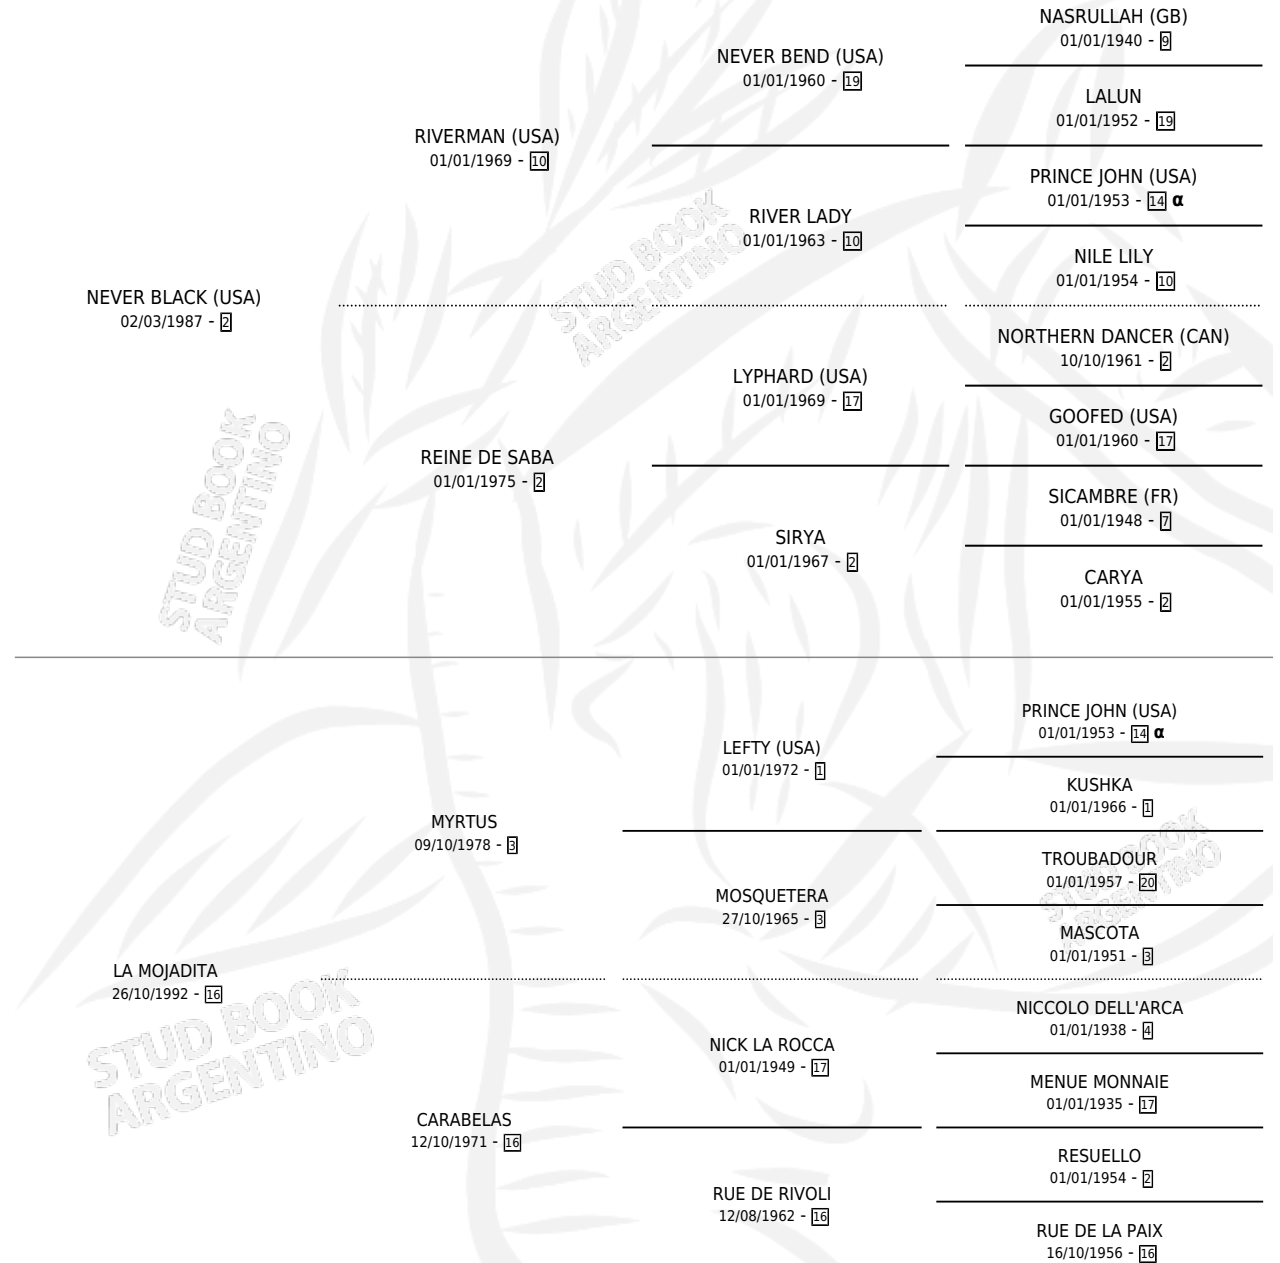 NASRULLAH (GB)
01/01/1940 - 9
NEVER BEND (USA)
01/01/1960 - 19
LALUN
01/01/1952 - 19
RIVERMAN (USA)
01/01/1969 - 10
PRINCE JOHN (USA)
01/01/1953 - 14 α
RIVER LADY
01/01/1963 - 10
NILE LILY
01/01/1954 - 10
NEVER BLACK (USA)
02/03/1987 - 2
NORTHERN DANCER (CAN)
10/10/1961 - 2
LYPHARD (USA)
01/01/1969 - 17
GOOFED (USA)
01/01/1960 - 17
REINE DE SABA
01/01/1975 - 2
SICAMBRE (FR)
01/01/1948 - 7
SIRYA
01/01/1967 - 2
CARYA
01/01/1955 - 2
PRINCE JOHN (USA)
01/01/1953 - 14 α
LEFTY (USA)
01/01/1972 - 1
KUSHKA
01/01/1966 - 1
MYRTUS
09/10/1978 - 3
TROUBADOUR
01/01/1957 - 20
MOSQUETERA
27/10/1965 - 3
MASCOTA
01/01/1951 - 3
LA MOJADITA
26/10/1992 - 16
NICCOLO DELL'ARCA
01/01/1938 - 4
NICK LA ROCCA
01/01/1949 - 17
MENUE MONNAIE
01/01/1935 - 17
CARABELAS
12/10/1971 - 16
RESUELLO
01/01/1954 - 2
RUE DE RIVOLI
12/08/1962 - 16
RUE DE LA PAIX
16/10/1956 - 16
STUD BOOK
ARGENTINO
STUD BOOK
ARGENTINO
STUD BOOK
ARGENTINO
STUD BOOK
ARGENTINO